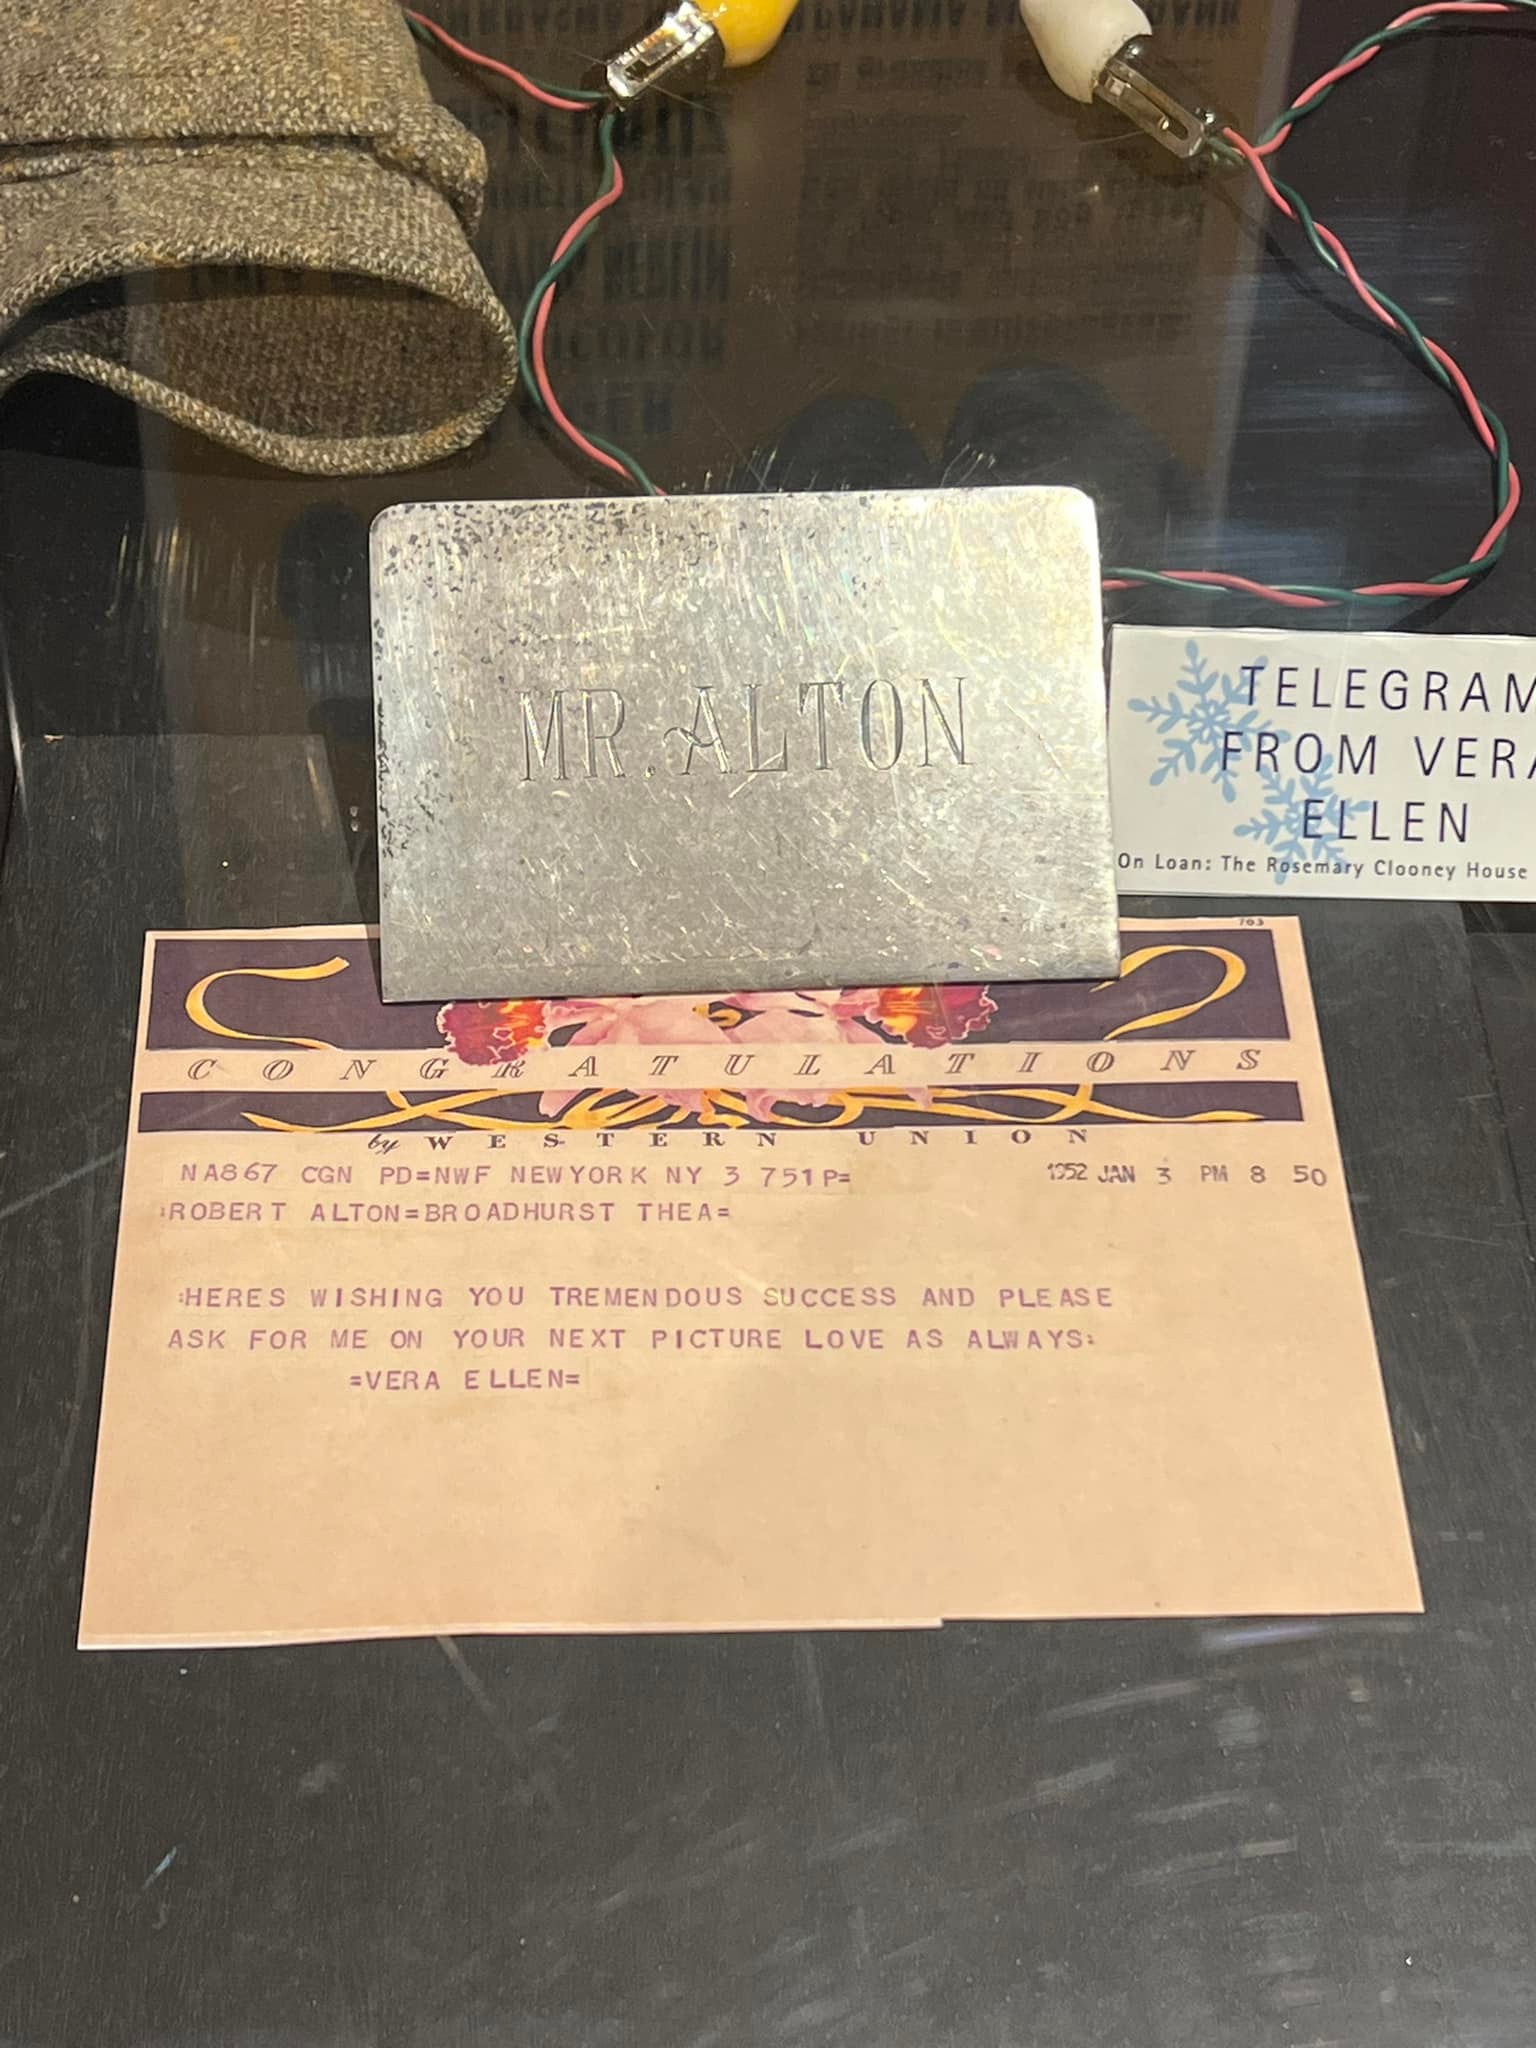 MR. ALTON
TELEGRAM
FROM VERA
ELLEN
On Loan: The Rosemary Clooney House
703
CONGRATULATIONS
by WESTERN UNION
NA867 CGN PD=NWF NEWYORK NY 3 751P=
1952 JAN 3 PM 8 50
:ROBERT ALTON=BROADHURST THEA=
:HERES WISHING YOU TREMENDOUS SUCCESS AND PLEASE
ASK FOR ME ON YOUR NEXT PICTURE LOVE AS ALWAYS:
=VERA ELLEN=